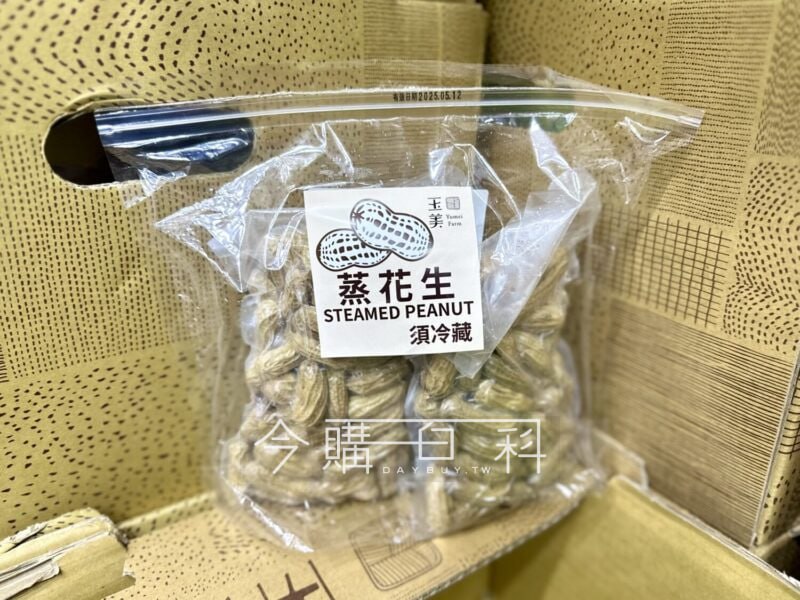 有效日期2025.05.12
玉美
Yumei
Farm
蒸花生
STEAMED PEANUT
須冷藏
今購百科
DAYBUY.TW